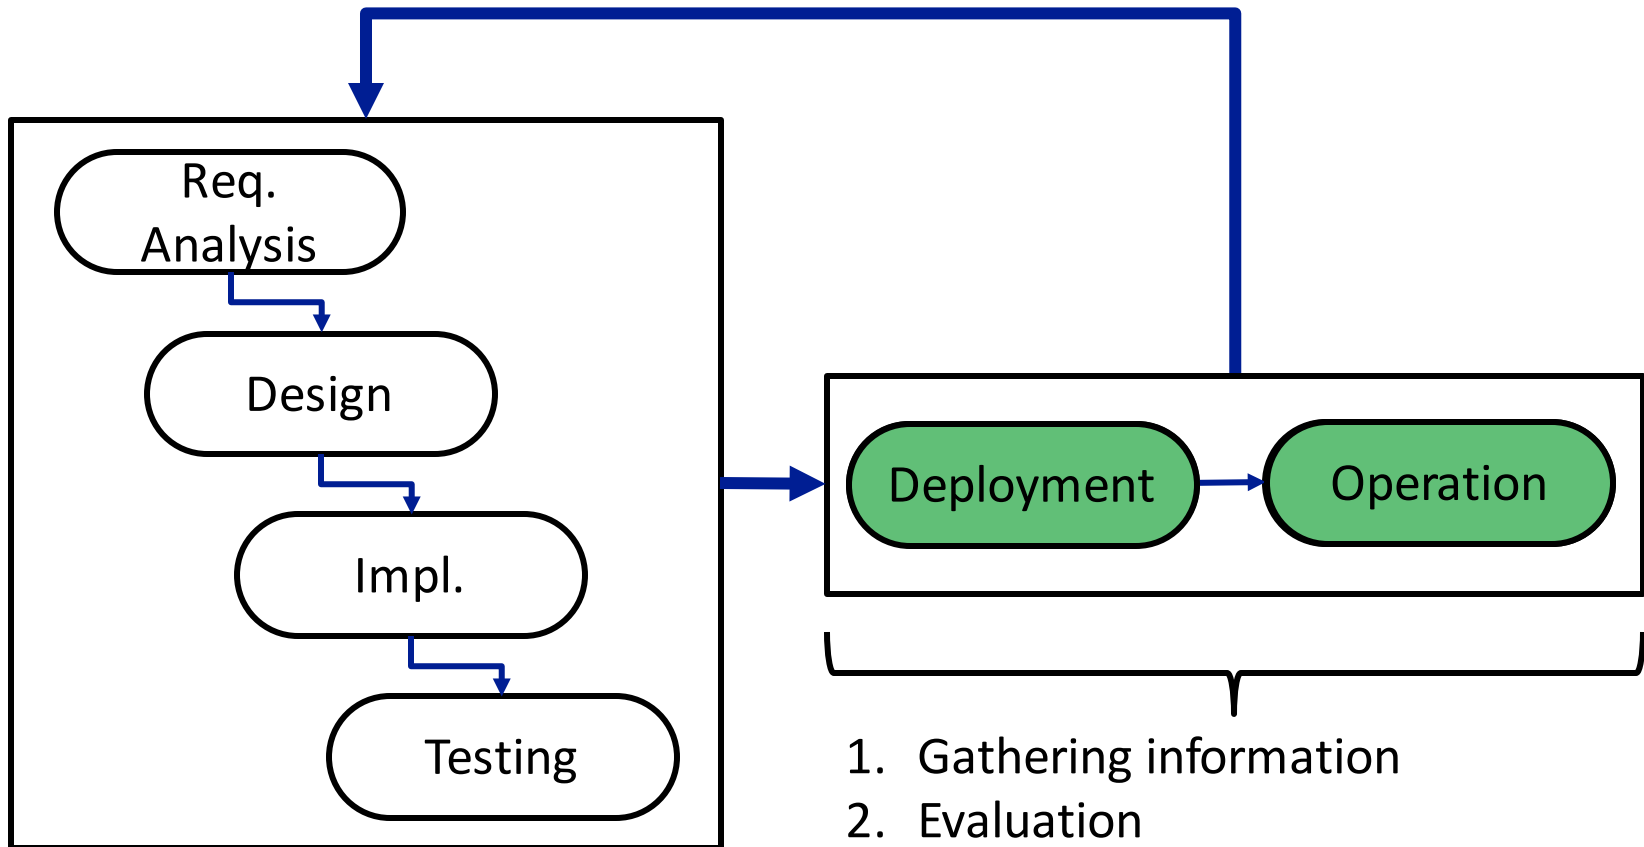 Req.
Analysis
Design
Impl.
Testing
Deployment
Operation
1. Gathering information
2. Evaluation